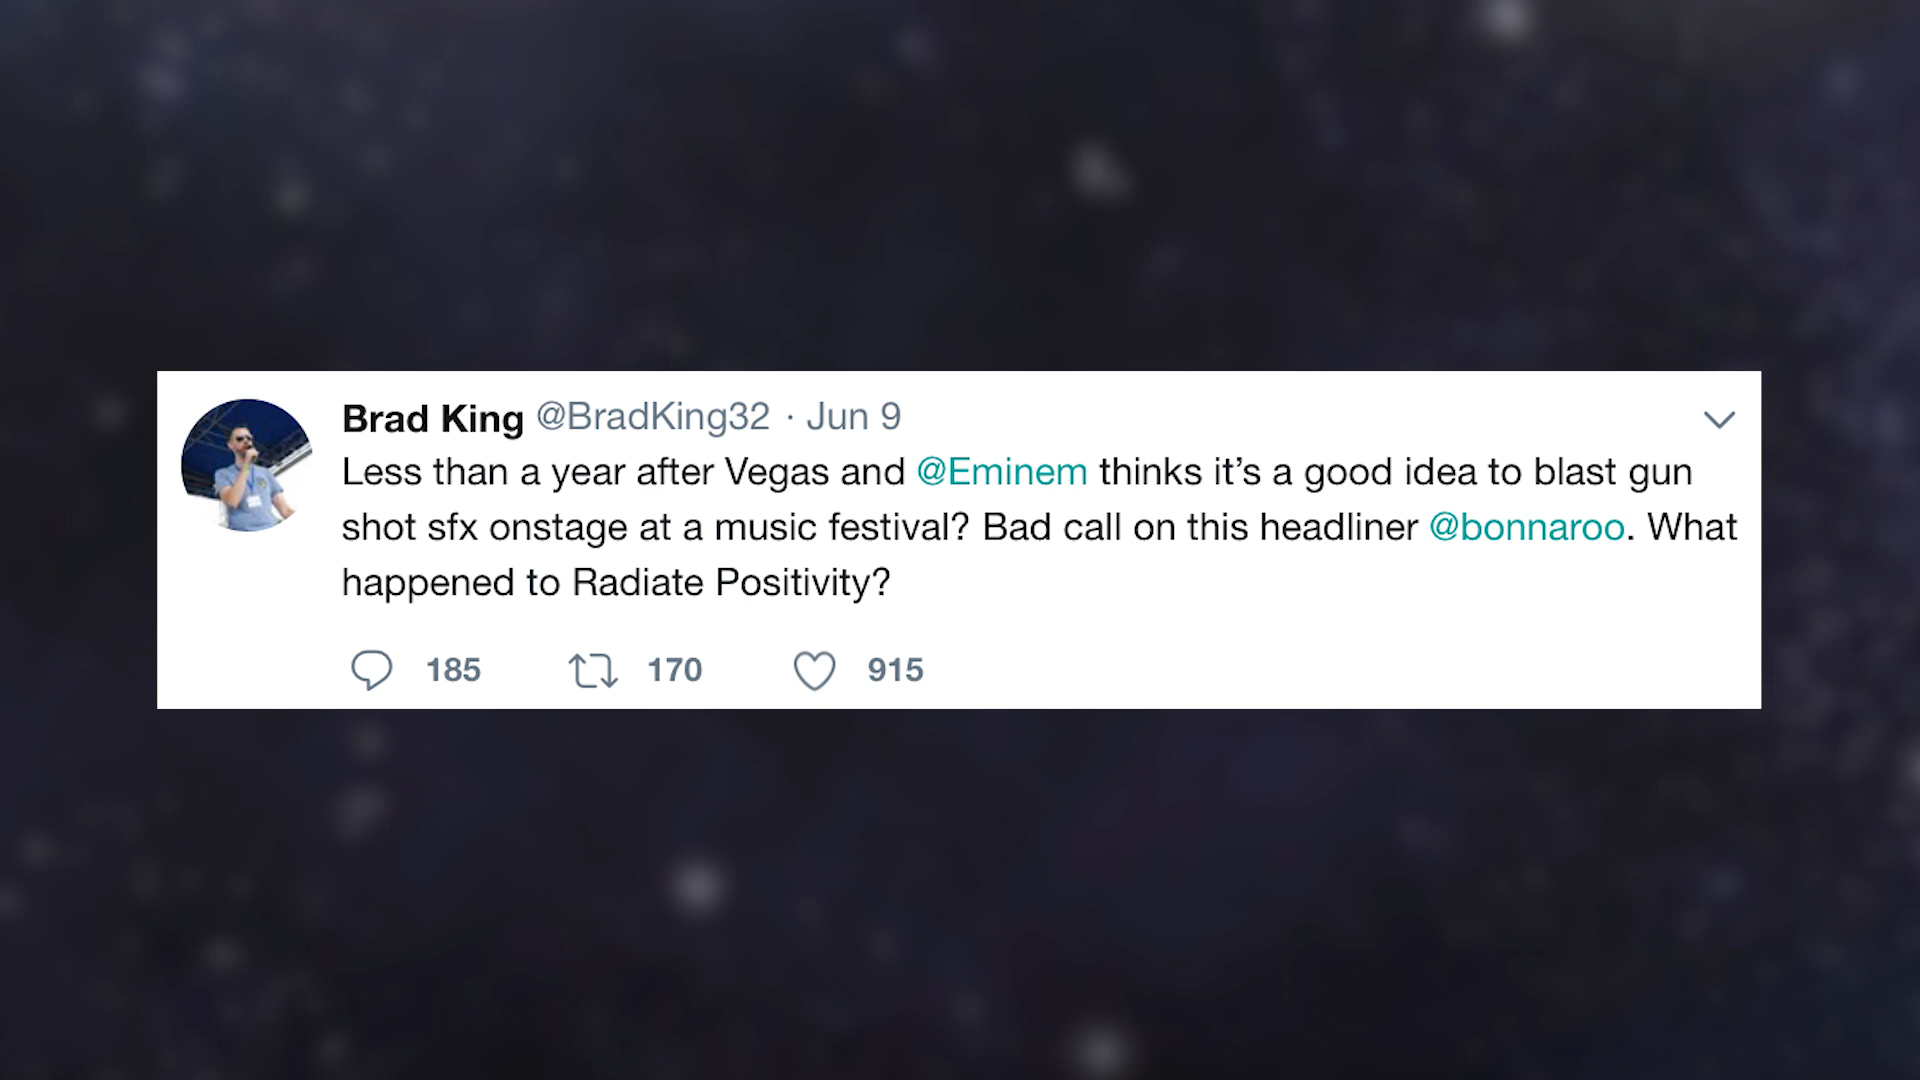 Brad King @BradKing32 · Jun 9
Less than a year after Vegas and @Eminem thinks it’s a good idea to blast gun
shot sfx onstage at a music festival? Bad call on this headliner @bonnaroo. What
happened to Radiate Positivity?
185 170 915